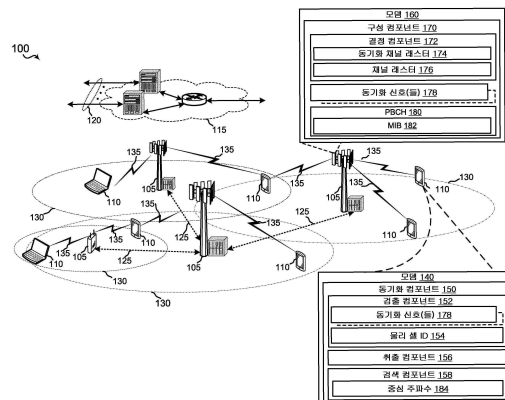 100
모뎀 160
구성 컴포넌트 170
결정 컴포넌트 172
동기화 채널 래스터 174
채널 래스터 176
동기화 신호(들) 178
PBCH 180
MIB 182
120
115
135
135
135
135
105
105
110
110
110
135
135
135
130
130
125
125
110
110
105
125
105
110
110
130
130
모뎀 140
동기화 컴포넌트 150
검출 컴포넌트 152
동기화 신호(들) 178
물리 셀 ID 154
취출 컴포넌트 156
검색 컴포넌트 158
중심 주파수 184